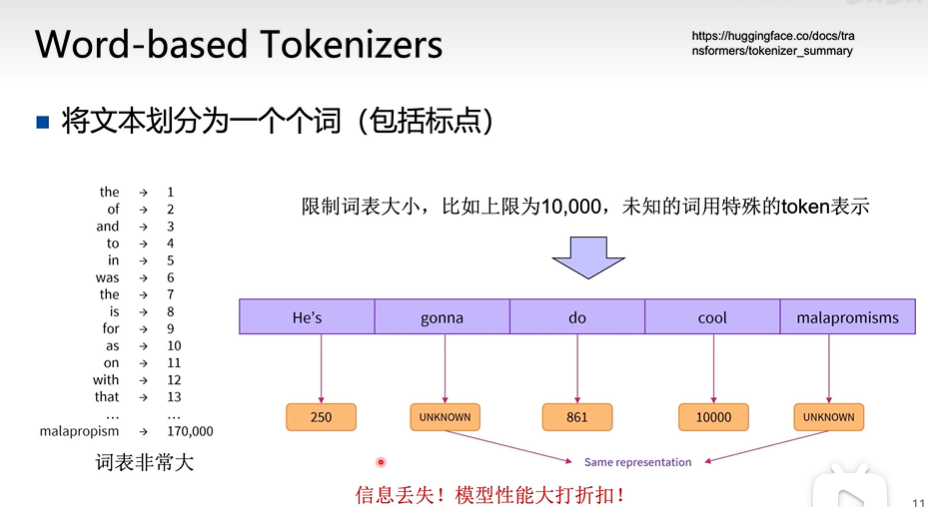 Word-based Tokenizers
https://huggingface.co/docs/tra
nsformers/tokenizer_summary
将文本划分为一个个词（包括标点）
the → 1
of → 2
and → 3
to → 4
in → 5
was → 6
the → 7
is → 8
for → 9
as → 10
on → 11
with → 12
that → 13
... ...
malapropism → 170,000
词表非常大
限制词表大小，比如上限为10,000，未知的词用特殊的token表示
He's gonna do cool malapromisms
250 UNKNOWN 861 10000 UNKNOWN
Same representation
信息丢失！模型性能大打折扣！
11